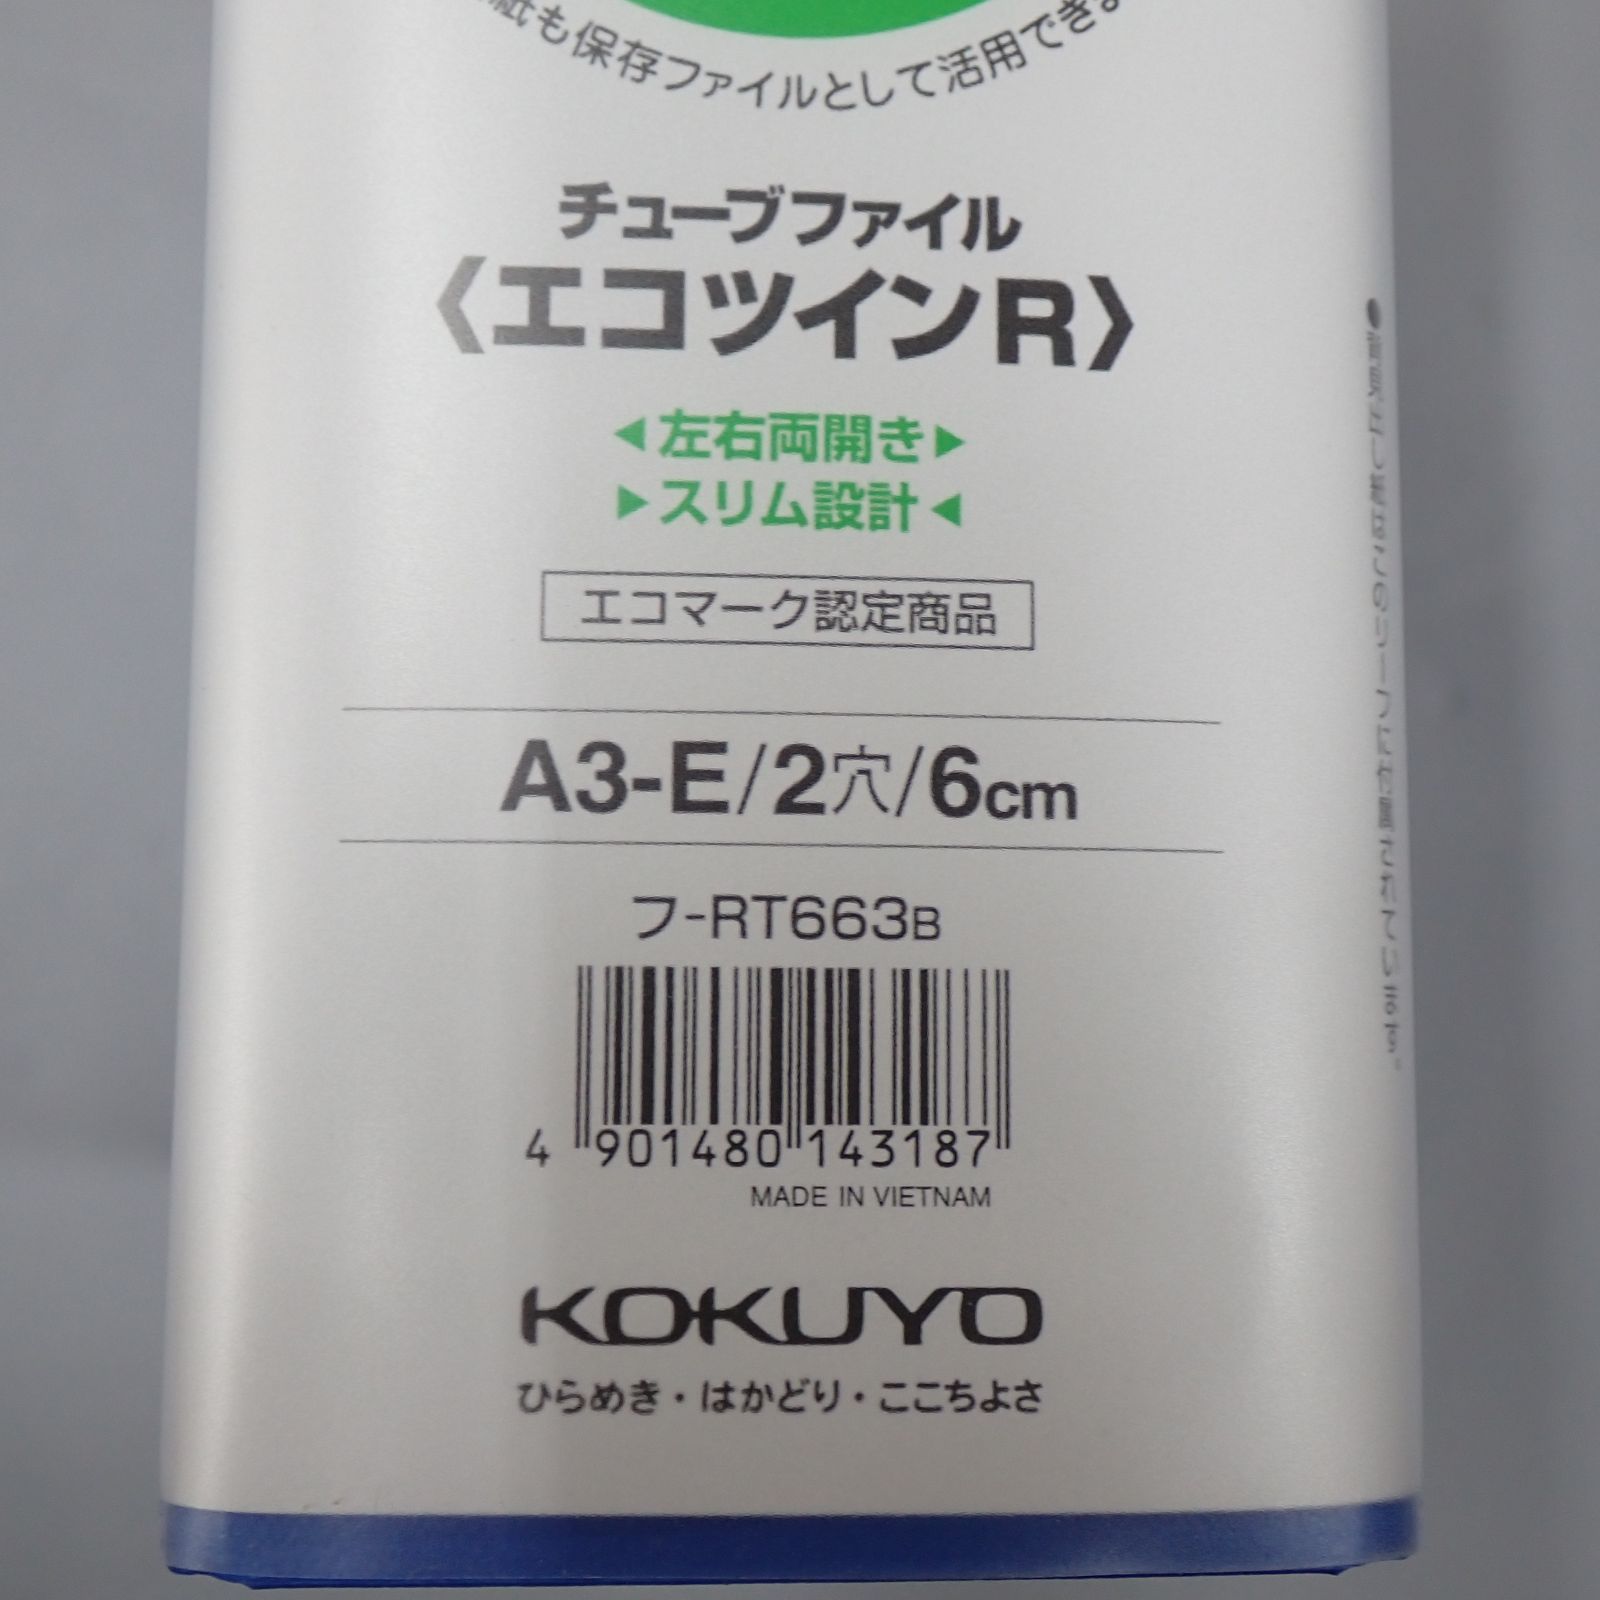 紙も保存ファイルとして活用でき
チューブファイル
〈エコツインR〉
◀左右両開き▶
▶スリム設計◀
エコマーク認定商品
A3-E/2穴/6cm
フ-RT663B
4 901480 143187
MADE IN VIETNAM
KOKUYO
ひらめき・はかどり・ここちよさ